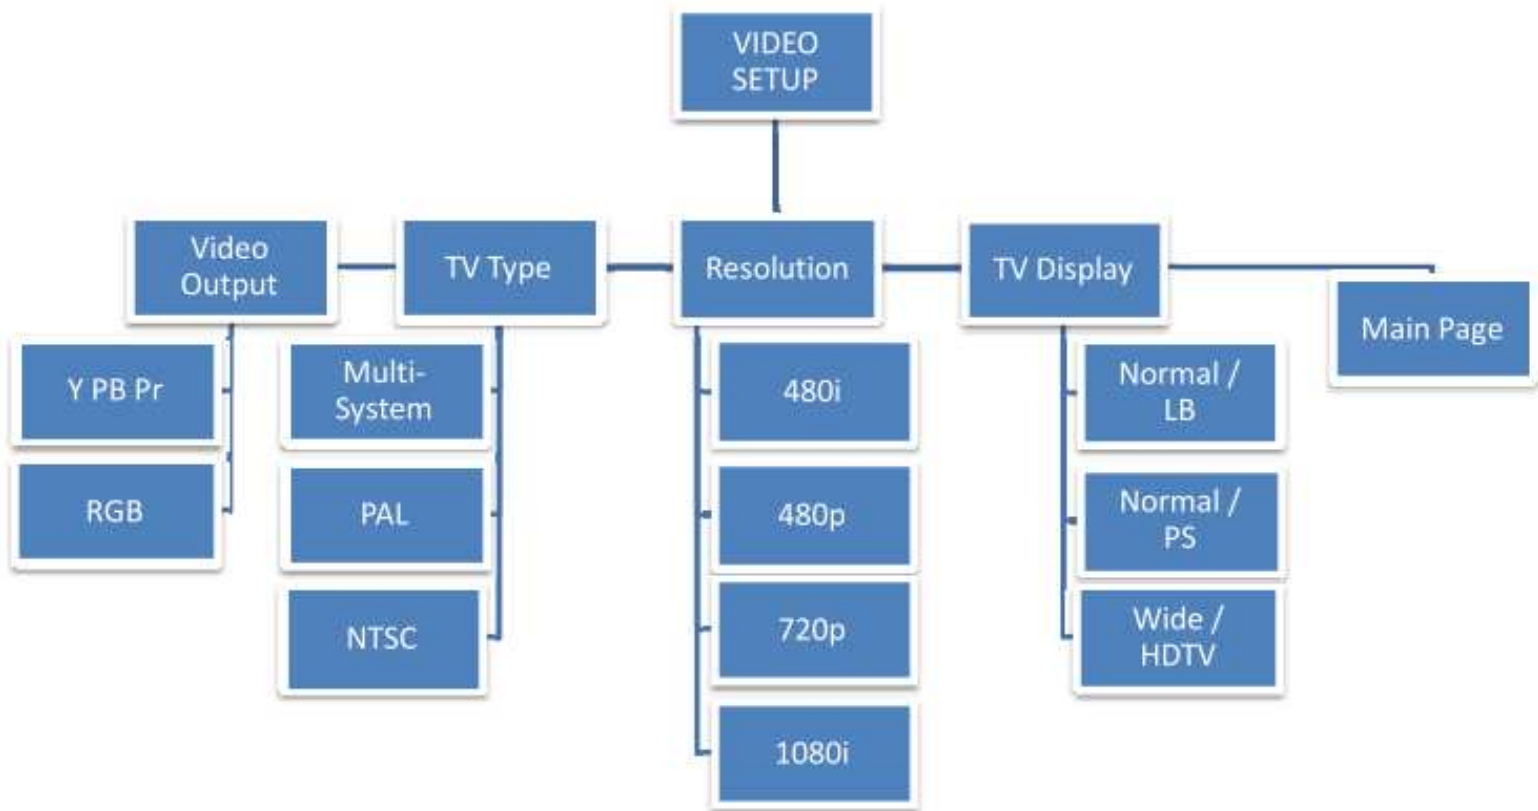 VIDEO
SETUP
Video
Output
TV Type
Resolution
TV Display
Main Page
Y PB Pr
RGB
Multi-
System
PAL
NTSC
480i
480p
720p
1080i
Normal /
LB
Normal /
PS
Wide /
HDTV